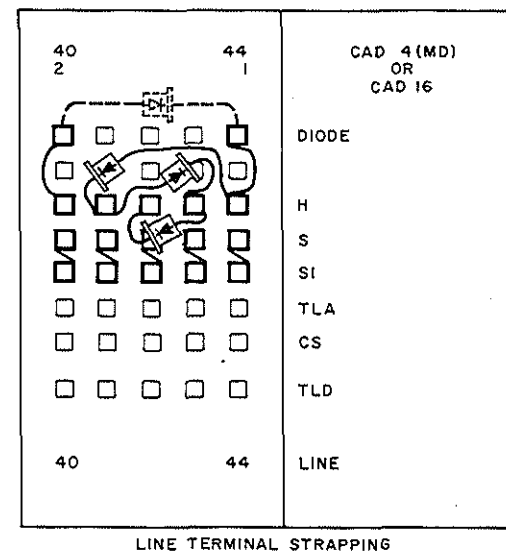 40 44
2 1
CAD 4 (MD)
OR
CAD 16
DIODE
H
S
S1
TLA
CS
TLD
40 44
LINE
LINE TERMINAL STRAPPING